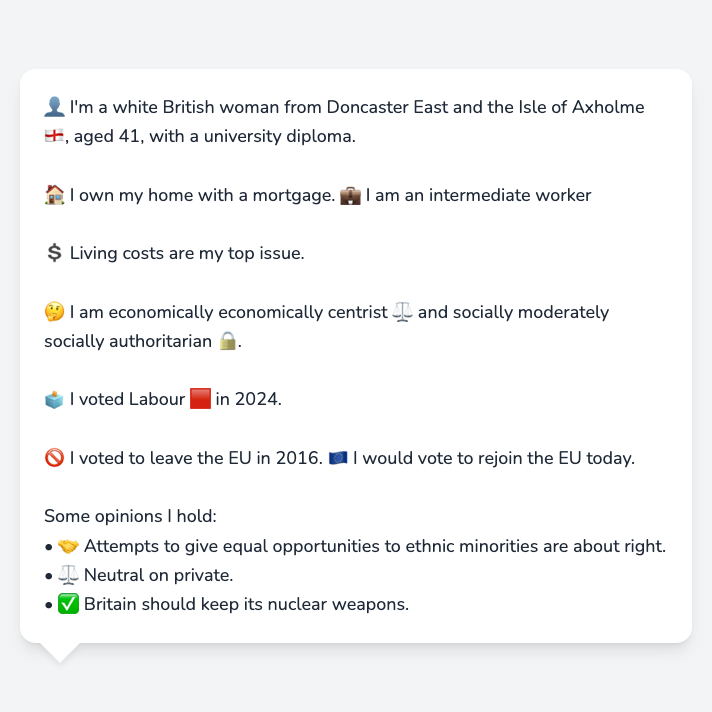 👤 I'm a white British woman from Doncaster East and the Isle of Axholme
🏴󠁧󠁢󠁥󠁮󠁧󠁿, aged 41, with a university diploma.
🏠 I own my home with a mortgage. 💼 I am an intermediate worker
💲 Living costs are my top issue.
🤔 I am economically economically centrist ⚖️ and socially moderately
socially authoritarian 🔒.
🗳️ I voted Labour 🟥 in 2024.
🚫 I voted to leave the EU in 2016. 🇪🇺 I would vote to rejoin the EU today.
Some opinions I hold:
• 🤝 Attempts to give equal opportunities to ethnic minorities are about right.
• ⚖️ Neutral on private.
• ✅ Britain should keep its nuclear weapons.